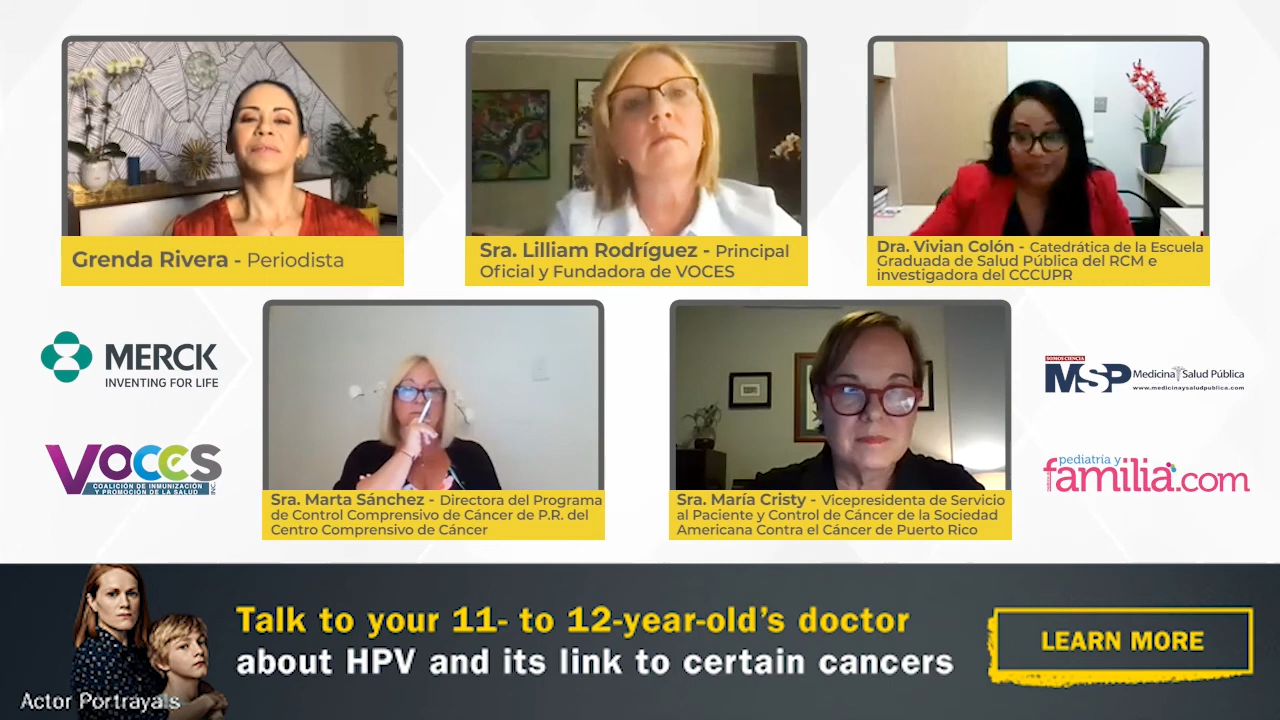 Grenda Rivera - Periodista
Sra. Lilliam Rodríguez - Principal
Oficial y Fundadora de VOCES
Dra. Vivian Colón - Catedrática de la Escuela
Graduada de Salud Pública del RCM e
investigadora del CCCUPR
MERCK
INVENTING FOR LIFE
VOCES
INC.
COALICIÓN DE INMUNIZACIÓN
Y PROMOCIÓN DE LA SALUD
Sra. Marta Sánchez - Directora del Programa
de Control Comprensivo de Cáncer de P.R. del
Centro Comprensivo de Cáncer
Sra. María Cristy - Vicepresidenta de Servicio
al Paciente y Control de Cáncer de la Sociedad
Americana Contra el Cáncer de Puerto Rico
SOMOS CIENCIA
MSP Medicina Salud Pública
www.medicinaysaludpublica.com
pediatría y
familia.com
Talk to your 11- to 12-year-old's doctor
about HPV and its link to certain cancers
LEARN MORE
Actor Portrayals